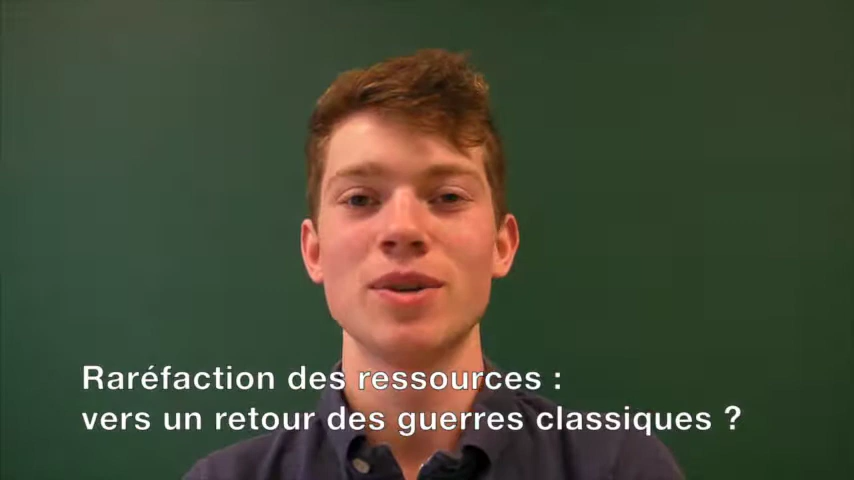 Raréfaction des ressources :
vers un retour des guerres classiques ?